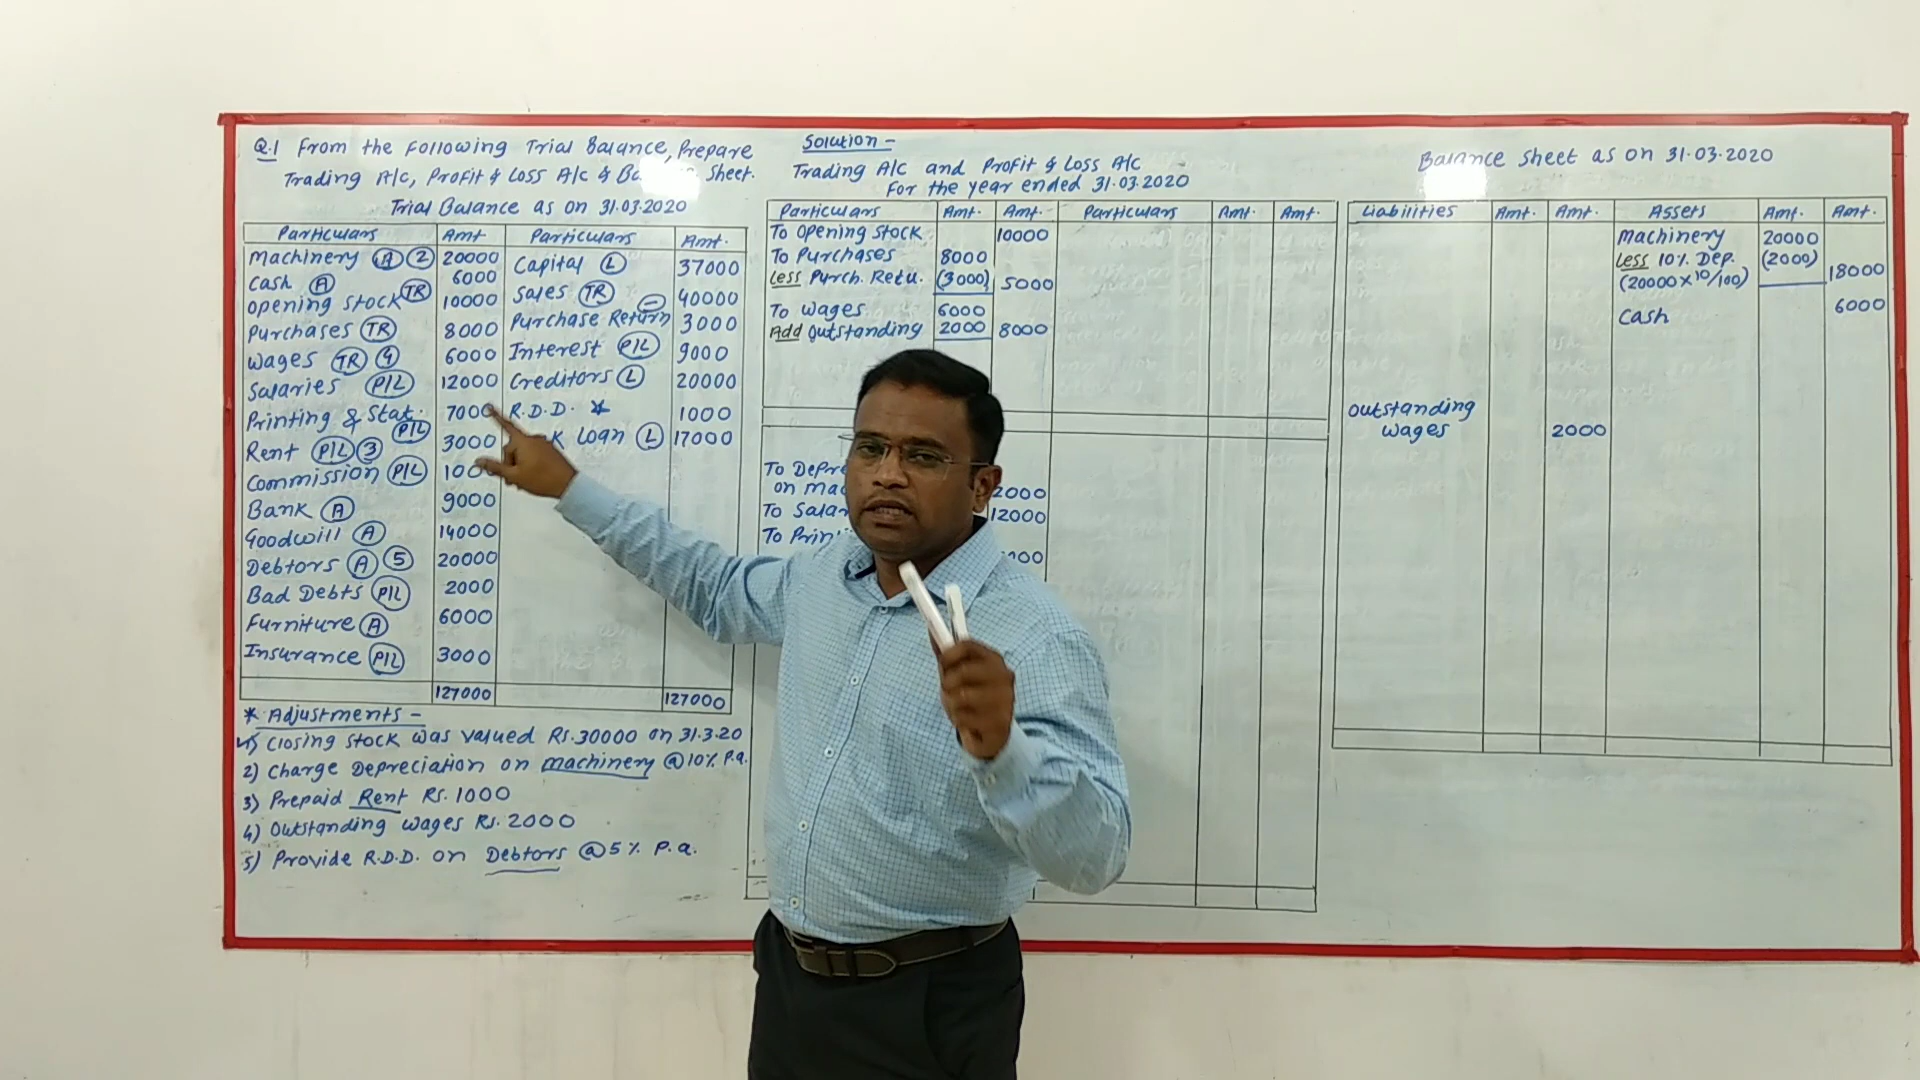 Q.1 From the Following Trial Balance, Prepare
Trading A/c, Profit & Loss A/c & Sheet.
Trial Balance as on 31.03.2020
Particulars Amt Particulars Amt.
Machinery (A) (2) 20000 Capital (L) 37000
Cash (A) 6000 Sales (TR) 40000
Opening Stock (TR) 10000 Purchase Return (-) 3000
Purchases (TR) 8000 Interest (P/L) 9000
Wages (TR) (4) 6000 Creditors (L) 20000
Salaries (P/L) 12000 R.D.D. * 1000
Printing & Stat. (P/L) 7000 Loan (L) 17000
Rent (P/L) (3) 3000
Commission (P/L)
Bank (A) 9000
Goodwill (A) 14000
Debtors (A) (5) 20000
Bad Debts (P/L) 2000
Furniture (A) 6000
Insurance (P/L) 3000
127000 127000
* Adjustments -
1) Closing Stock was valued Rs.30000 on 31.3.20
2) Charge Depreciation on machinery @10% P.a.
3) Prepaid Rent Rs.1000
4) Outstanding wages Rs.2000
5) Provide R.D.D. on Debtors @5% P.a.
Solution -
Trading A/c and Profit & Loss A/c
For the year ended 31.03.2020
Particulars Amt. Amt. Particulars Amt. Amt.
To Opening Stock 10000
To Purchases 8000
Less Purch. Retu. (3000) 5000
To Wages 6000
Add Outstanding 2000 8000
To
on 2000
To 12000
To
Balance Sheet as on 31.03.2020
Liabilities Amt. Amt. Assets Amt. Amt.
Machinery 20000
Less 10% Dep. (2000)
(20000x10/100) 18000
Cash 6000
Outstanding
wages 2000